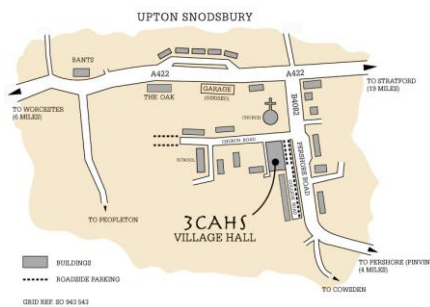 UPTON SNODSBURY
BANTS
A422
A422
THE OAK
GARAGE
(DISUSED)
TO STRATFORD
(19 MILES)
TO WORCESTER
(6 MILES)
B4082
CHURCH
CHURCH ROAD
SCHOOL
PERSHORE ROAD
TO PEOPLETON
3CAHS
VILLAGE HALL
BUILDINGS
ROADSIDE PARKING
TO PERSHORE (PINVIN
(4 MILES)
TO COWSDEN
GRID REF. SO 943 543